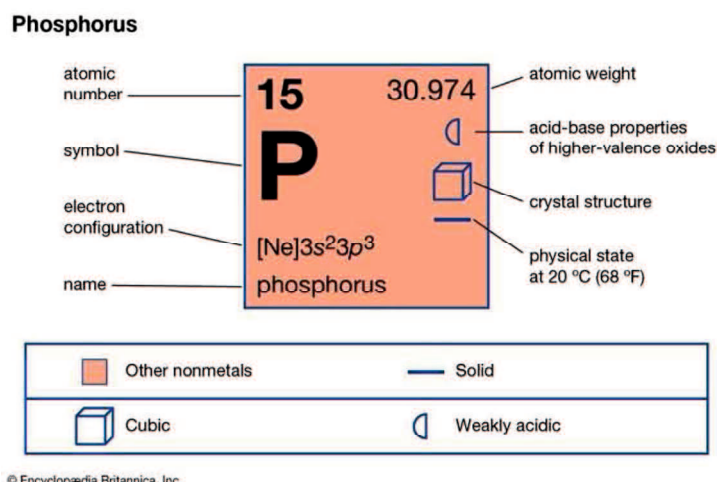 Phosphorus
atomic
number
15
30.974
atomic weight
symbol
P
acid-base properties
of higher-valence oxides
crystal structure
electron
configuration
[Ne]3s²3p³
physical state
at 20 ºC (68 ºF)
name
phosphorus
Other nonmetals
Solid
Cubic
Weakly acidic
© Encyclopædia Britannica, Inc.